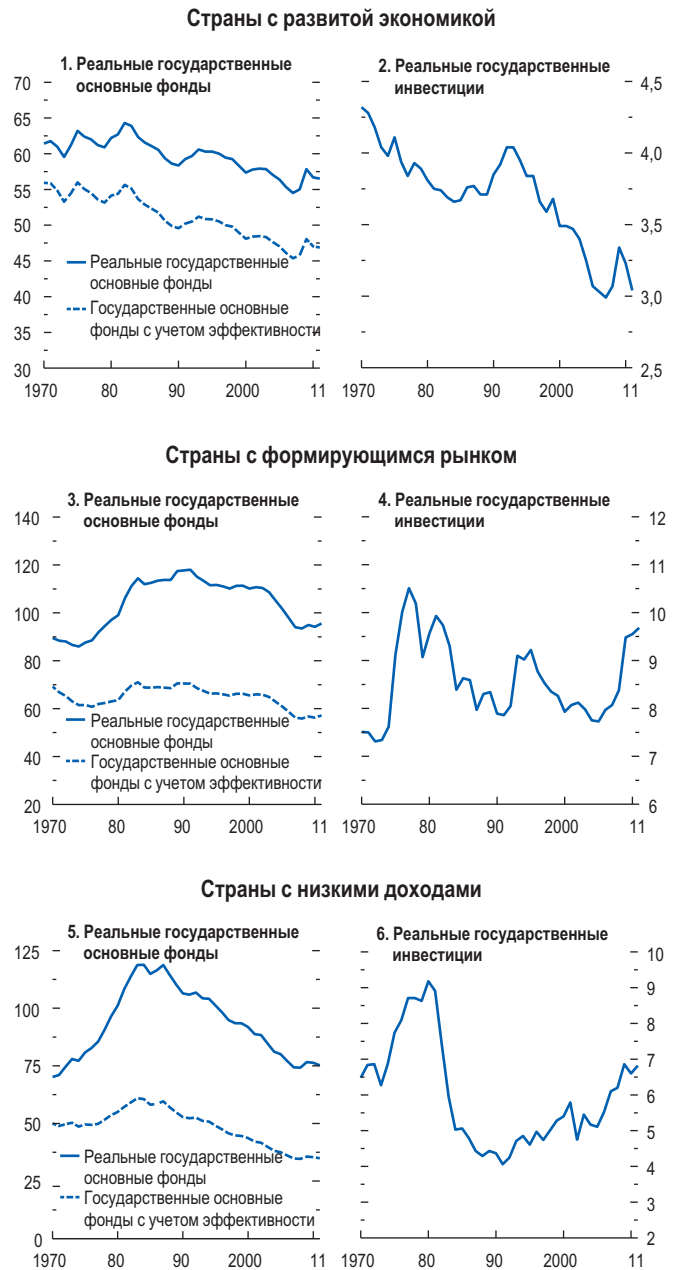 Страны с развитой экономикой
1. Реальные государственные
основные фонды
70
65
60
55
50
45
40
35
30
Реальные государственные
основные фонды
Государственные основные
фонды с учетом эффективности
1970 80 90 2000 11
2. Реальные государственные
инвестиции
4,5
4,0
3,5
3,0
2,5
1970 80 90 2000 11
Страны с формирующимся рынком
3. Реальные государственные
основные фонды
140
120
100
80
60
40
20
Реальные государственные
основные фонды
Государственные основные
фонды с учетом эффективности
1970 80 90 2000 11
4. Реальные государственные
инвестиции
12
11
10
9
8
7
6
1970 80 90 2000 11
Страны с низкими доходами
5. Реальные государственные
основные фонды
125
100
75
50
25
0
Реальные государственные
основные фонды
Государственные основные
фонды с учетом эффективности
1970 80 90 2000 11
6. Реальные государственные
инвестиции
10
9
8
7
6
5
4
3
2
1970 80 90 2000 11